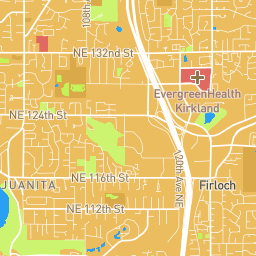 108th
NE 132nd St
EvergreenHealth
Kirkland
NE 124th St
120th Ave NE
NE 116th St
JUANITA
Firloch
NE 112th St